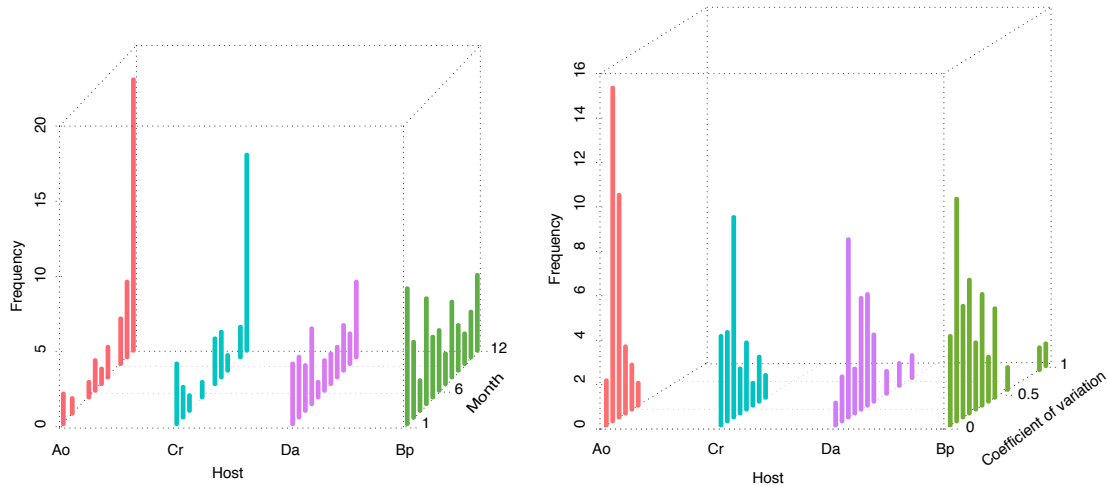 20
15
10
5
0
Frequency
Ao
Cr
Da
Bp
Host
1
6
12
Month
16
14
12
10
8
6
4
2
0
Frequency
Ao
Cr
Da
Bp
Host
0
0.5
1
Coefficient of variation